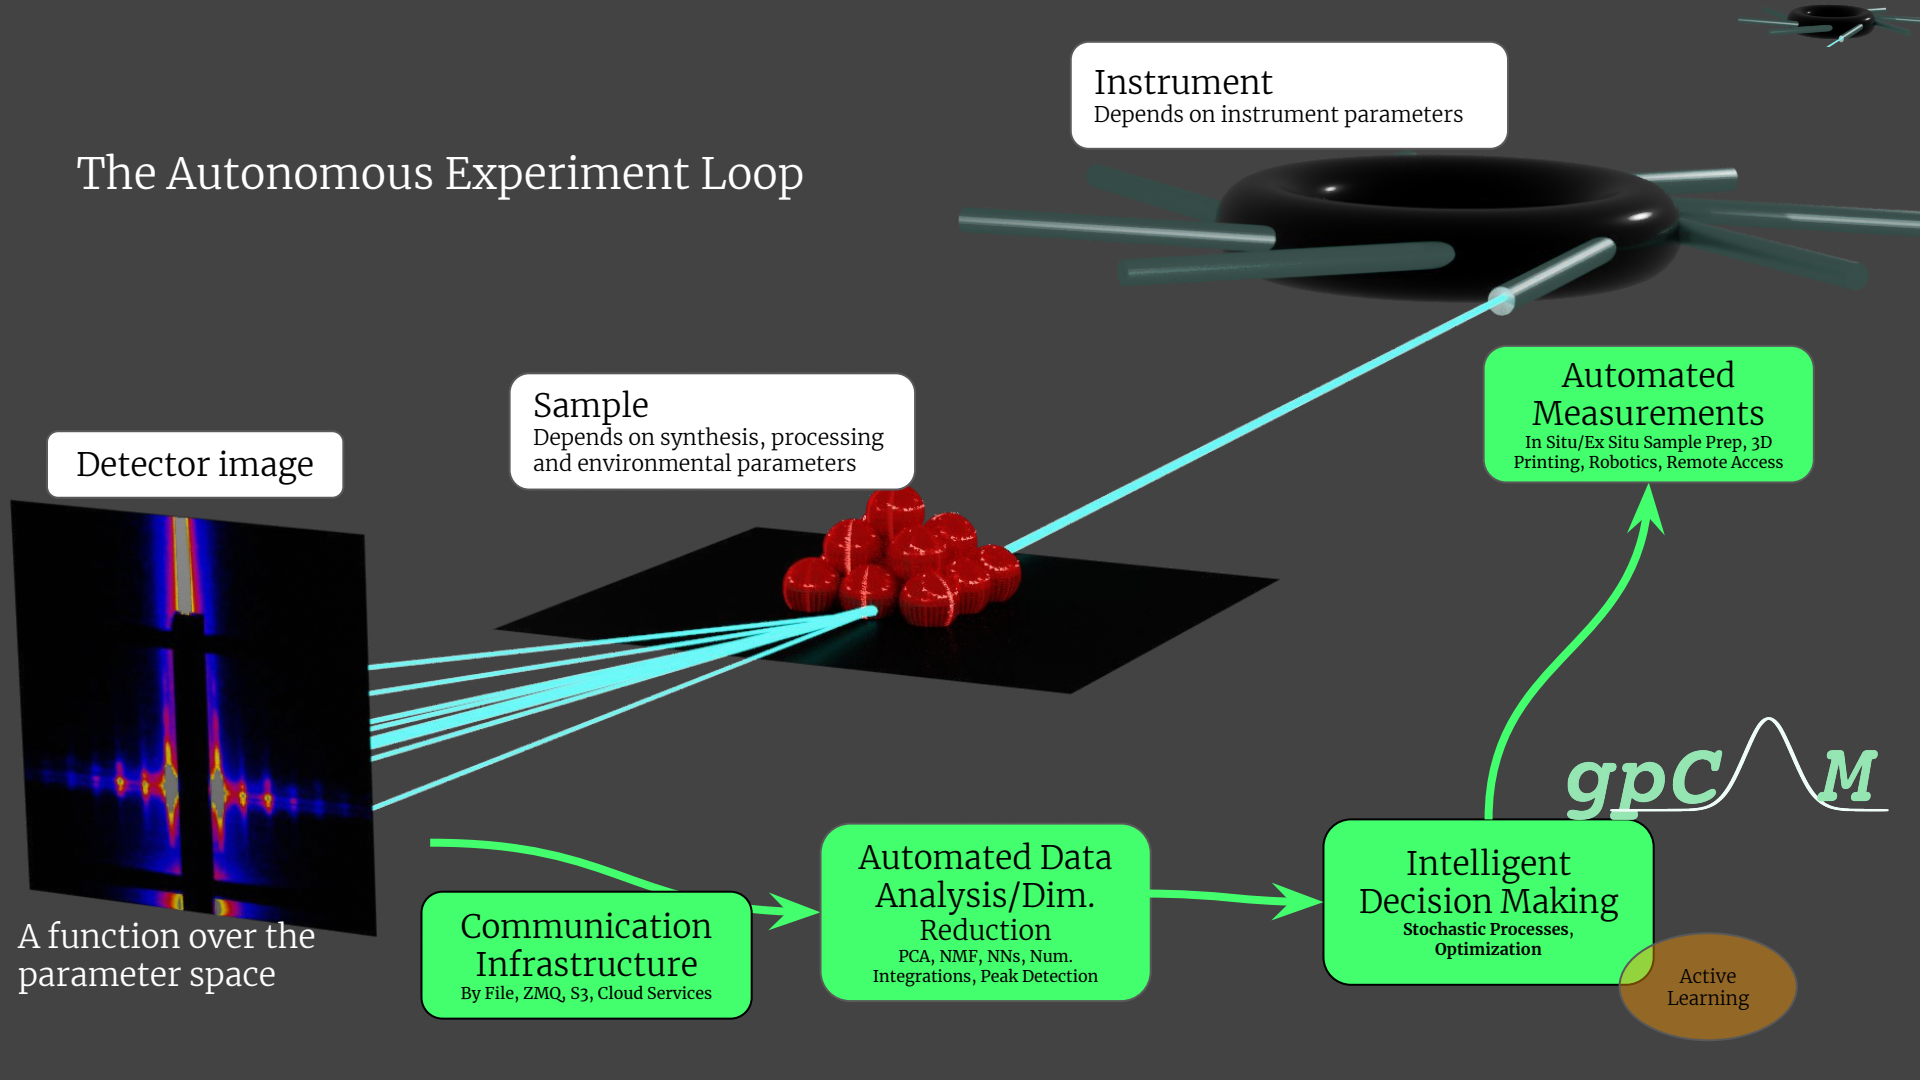 The Autonomous Experiment Loop
Instrument
Depends on instrument parameters
Sample
Depends on synthesis, processing
and environmental parameters
Detector image
Automated
Measurements
In Situ/Ex Situ Sample Prep, 3D
Printing, Robotics, Remote Access
gpC M
A function over the
parameter space
Communication
Infrastructure
By File, ZMQ, S3, Cloud Services
Automated Data
Analysis/Dim.
Reduction
PCA, NMF, NNs, Num.
Integrations, Peak Detection
Intelligent
Decision Making
Stochastic Processes,
Optimization
Active
Learning